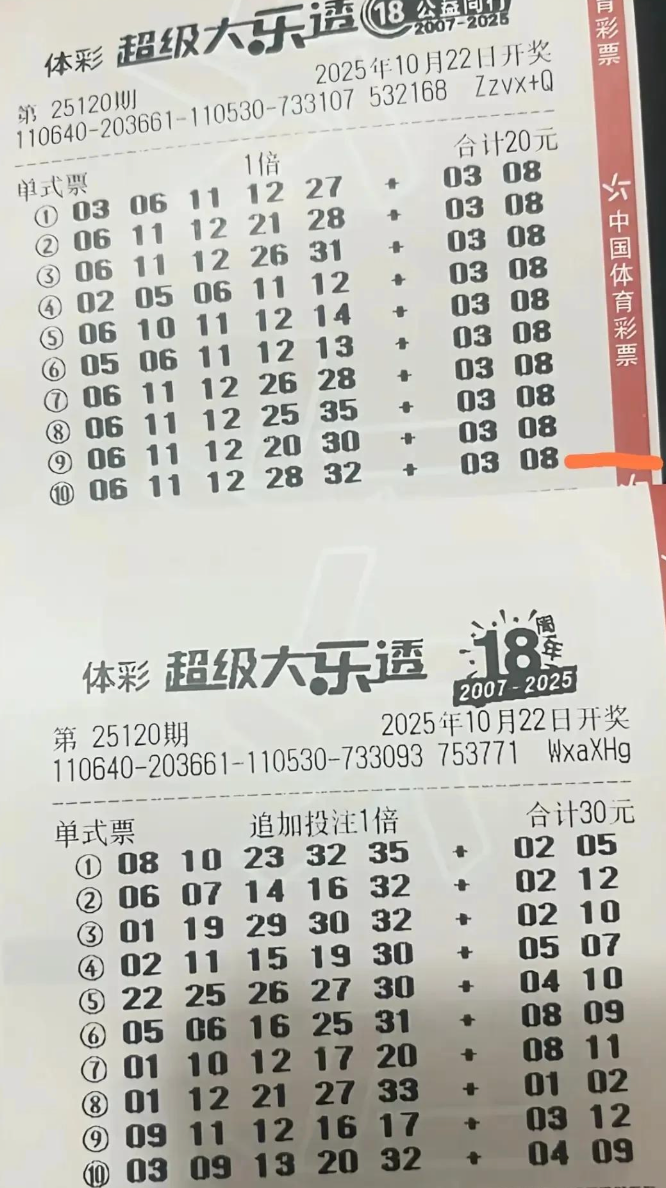 体彩 超级大乐透 18 公益同行
2007-2025
第 25120期 2025年10月22日开奖
110640-203661-110530-733107 532168 Zzvx+Q
单式票 1倍 合计20元
① 03 06 11 12 27 + 03 08
② 06 11 12 21 28 + 03 08
③ 06 11 12 26 31 + 03 08
④ 02 05 06 11 12 + 03 08
⑤ 06 10 11 12 14 + 03 08
⑥ 05 06 11 12 13 + 03 08
⑦ 06 11 12 26 28 + 03 08
⑧ 06 11 12 25 35 + 03 08
⑨ 06 11 12 20 30 + 03 08
⑩ 06 11 12 28 32 + 03 08
育彩票
中国体育彩票
体彩 超级大乐透 18周年
2007-2025
第 25120期 2025年10月22日开奖
110640-203661-110530-733093 753771 WxaXHg
单式票 追加投注1倍 合计30元
① 08 10 23 32 35 + 02 05
② 06 07 14 16 32 + 02 12
③ 01 19 29 30 32 + 02 10
④ 02 11 15 19 30 + 05 07
⑤ 22 25 26 27 30 + 04 10
⑥ 05 06 16 25 31 + 08 09
⑦ 01 10 12 17 20 + 08 11
⑧ 01 12 21 27 33 + 01 02
⑨ 09 11 12 16 17 + 03 12
⑩ 03 09 13 20 32 + 04 09